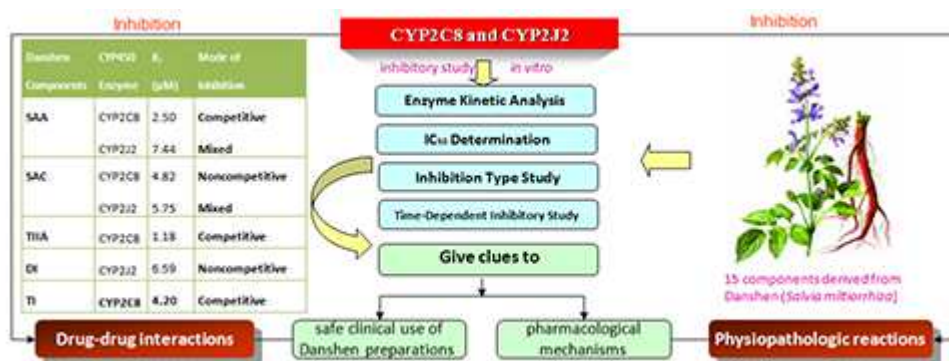 Inhibition
Inhibition
CYP2C8 and CYP2J2
inhibitory study in vitro
Danshen CYP450 Kᵢ Mode of
Components Enzyme (μM) Inhibition
SAA CYP2C8 2.50 Competitive
CYP2J2 7.44 Mixed
SAC CYP2C8 4.82 Noncompetitive
CYP2J2 5.75 Mixed
TIIA CYP2C8 1.18 Competitive
DI CYP2J2 6.59 Noncompetitive
TI CYP2C8 4.20 Competitive
Enzyme Kinetic Analysis
IC₅₀ Determination
Inhibition Type Study
Time-Dependent Inhibitory Study
Give clues to
15 components derived from
Danshen (Salvia miltiorrhiza)
Drug-drug interactions
safe clinical use of
Danshen preparations
pharmacological
mechanisms
Physiopathologic reactions